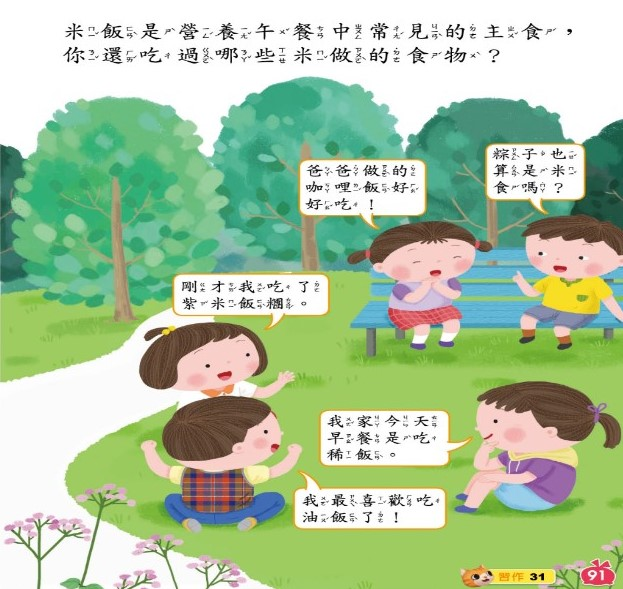 米飯是營養午餐中常見的主食，
你還吃過哪些米做的食物？
爸爸做的
咖哩飯好
好吃！
粽子也
算是米
食嗎？
剛才我吃了
紫米飯糰。
我家今天
早餐是吃
稀飯。
我最喜歡吃
油飯了！
習作 31
91